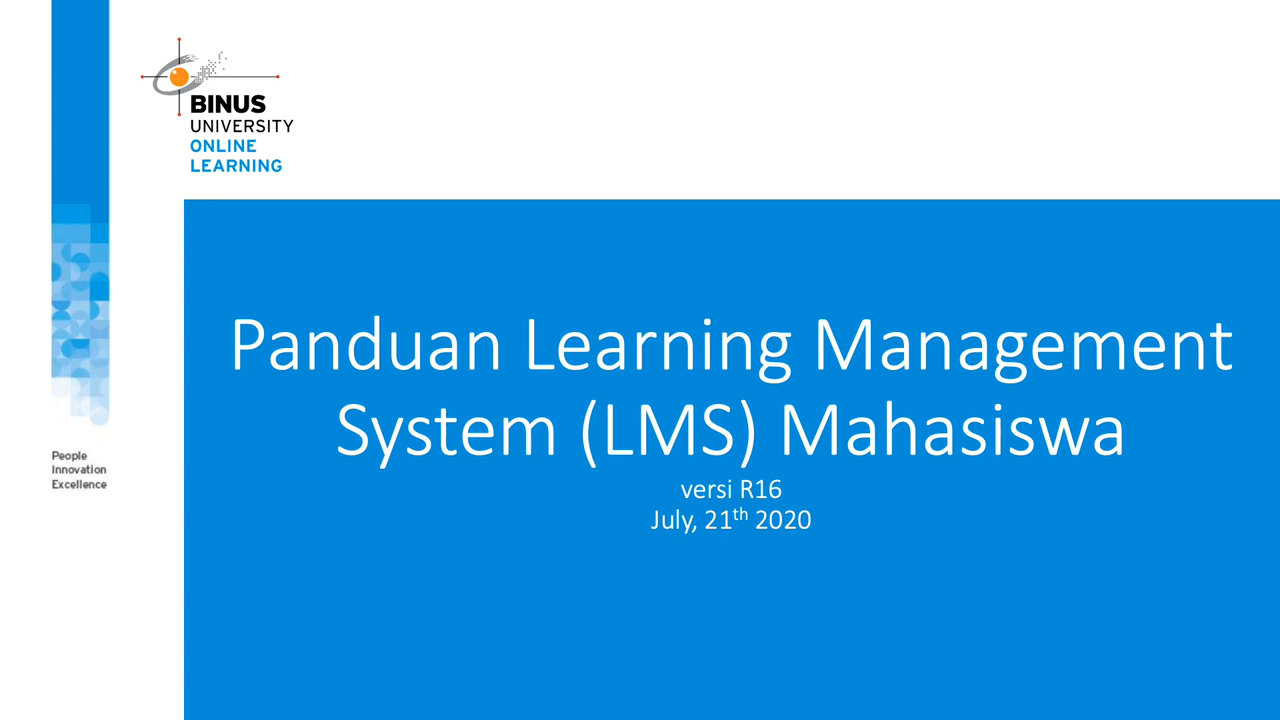 BINUS
UNIVERSITY
ONLINE
LEARNING
Panduan Learning Management
System (LMS) Mahasiswa
versi R16
July, 21th 2020
People
Innovation
Excellence